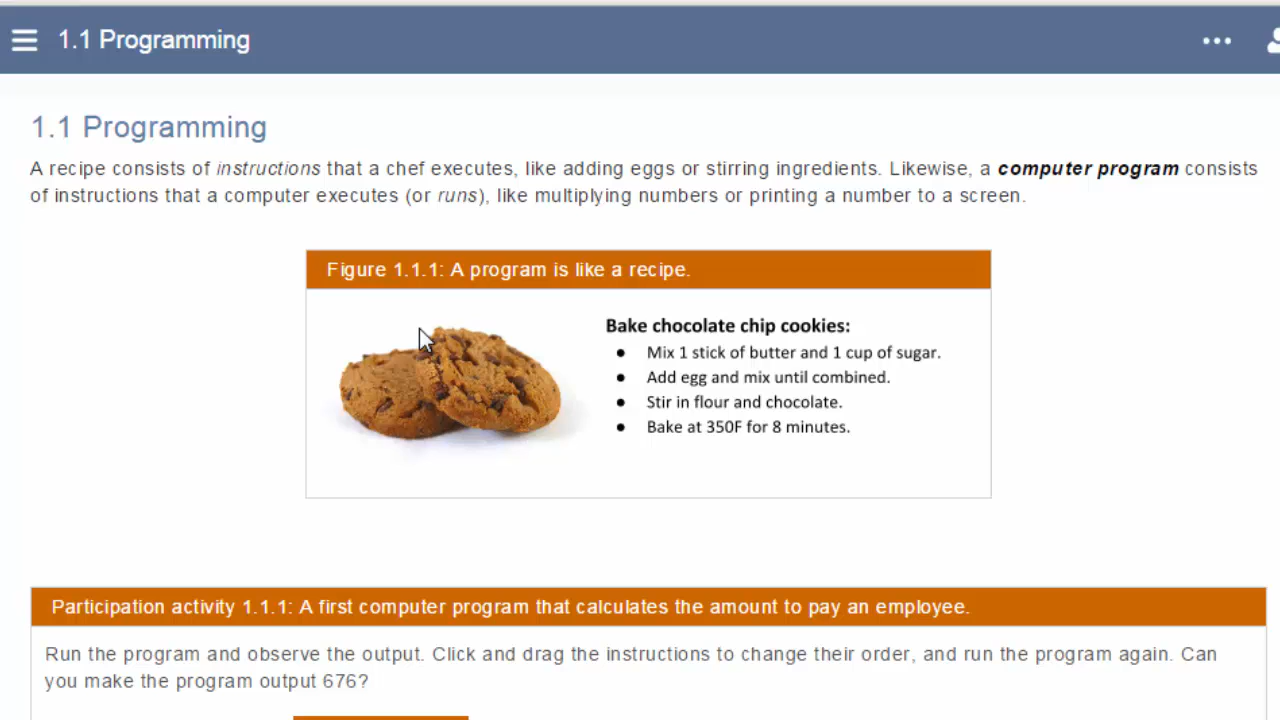 1.1 Programming
1.1 Programming
A recipe consists of instructions that a chef executes, like adding eggs or stirring ingredients. Likewise, a computer program consists
of instructions that a computer executes (or runs), like multiplying numbers or printing a number to a screen.
Figure 1.1.1: A program is like a recipe.
Bake chocolate chip cookies:
● Mix 1 stick of butter and 1 cup of sugar.
● Add egg and mix until combined.
● Stir in flour and chocolate.
● Bake at 350F for 8 minutes.
Participation activity 1.1.1: A first computer program that calculates the amount to pay an employee.
Run the program and observe the output. Click and drag the instructions to change their order, and run the program again. Can
you make the program output 676?